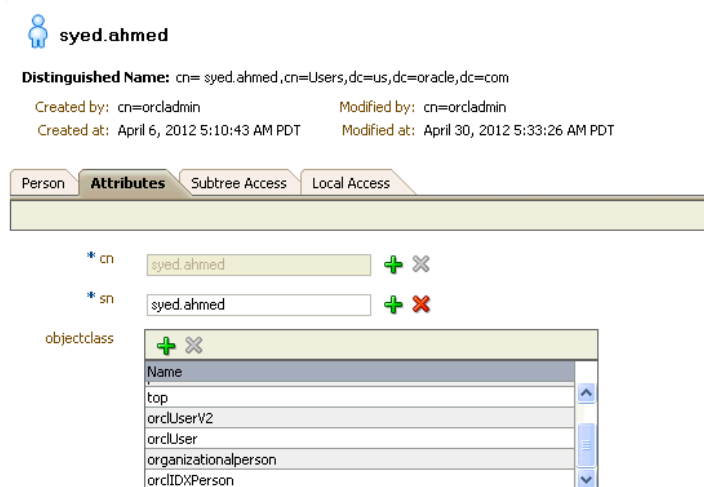 syed.ahmed
Distinguished Name: cn= syed.ahmed,cn=Users,dc=us,dc=oracle,dc=com
Created by: cn=orcladmin Modified by: cn=orcladmin
Created at: April 6, 2012 5:10:43 AM PDT Modified at: April 30, 2012 5:33:26 AM PDT
Person Attributes Subtree Access Local Access
* cn syed.ahmed
* sn syed.ahmed
objectclass
Name
top
orclUserV2
orclUser
organizationalperson
orclIDXPerson